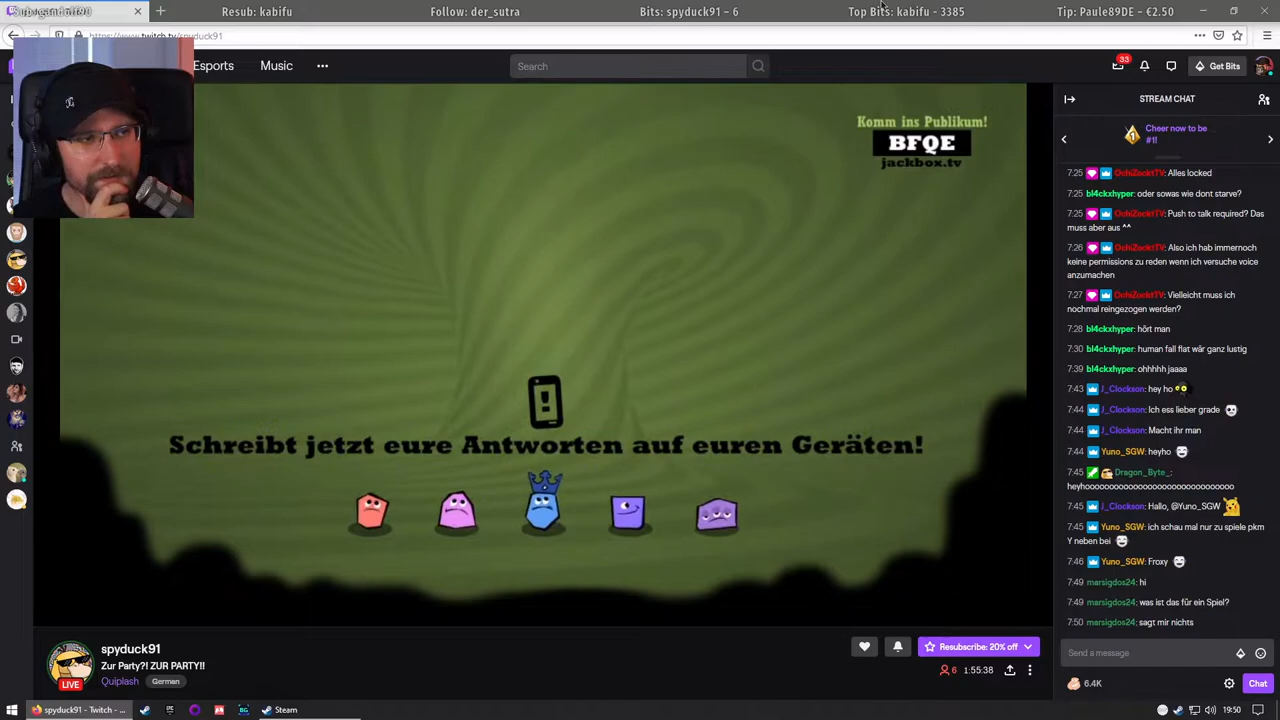 Resub: kabifu
Follow: der_sutra
Bits: spyduck91 - 6
Top Bits: kabifu - 3385
Tip: Paule89DE - €2.50
https://www.twitch.tv/spyduck91
Esports
Music
Search
33
Get Bits
Komm ins Publikum!
BFQE
jackbox.tv
Schreibt jetzt eure Antworten auf euren Geräten!
spyduck91
Zur Party?! ZUR PARTY!!
LIVE
Quiplash
German
Resubscribe: 20% off
6
1:55:38
STREAM CHAT
Cheer now to be
#1!
7:25 OchiZocktTV: Alles locked
7:25 bl4ckxhyper: oder sowas wie dont starve?
7:25 OchiZocktTV: Push to talk required? Das
muss aber aus ^^
7:26 OchiZocktTV: Also ich hab immernoch
keine permissions zu reden wenn ich versuche voice
anzumachen
7:27 OchiZocktTV: Vielleicht muss ich
nochmal reingezogen werden?
7:28 bl4ckxhyper: hört man
7:30 bl4ckxhyper: human fall flat wär ganz lustig
7:39 bl4ckxhyper: ohhhhh jaaaa
7:43 J_Clockson: hey ho
7:44 J_Clockson: Ich ess lieber grade
7:44 J_Clockson: Macht ihr man
7:44 Yuno_SGW: heyho
7:45 Dragon_Byte_:
7:45 J_Clockson: Hallo, @Yuno_SGW
7:45 Yuno_SGW: ich schau mal nur zu spiele pkm
Y neben bei
7:46 Yuno_SGW: Froxy
7:49 marsigdos24: hi
7:49 marsigdos24: was ist das für ein Spiel?
7:50 marsigdos24: sagt mir nichts
Send a message
6.4K
Chat
spyduck91 - Twitch - ...
Steam
19:50